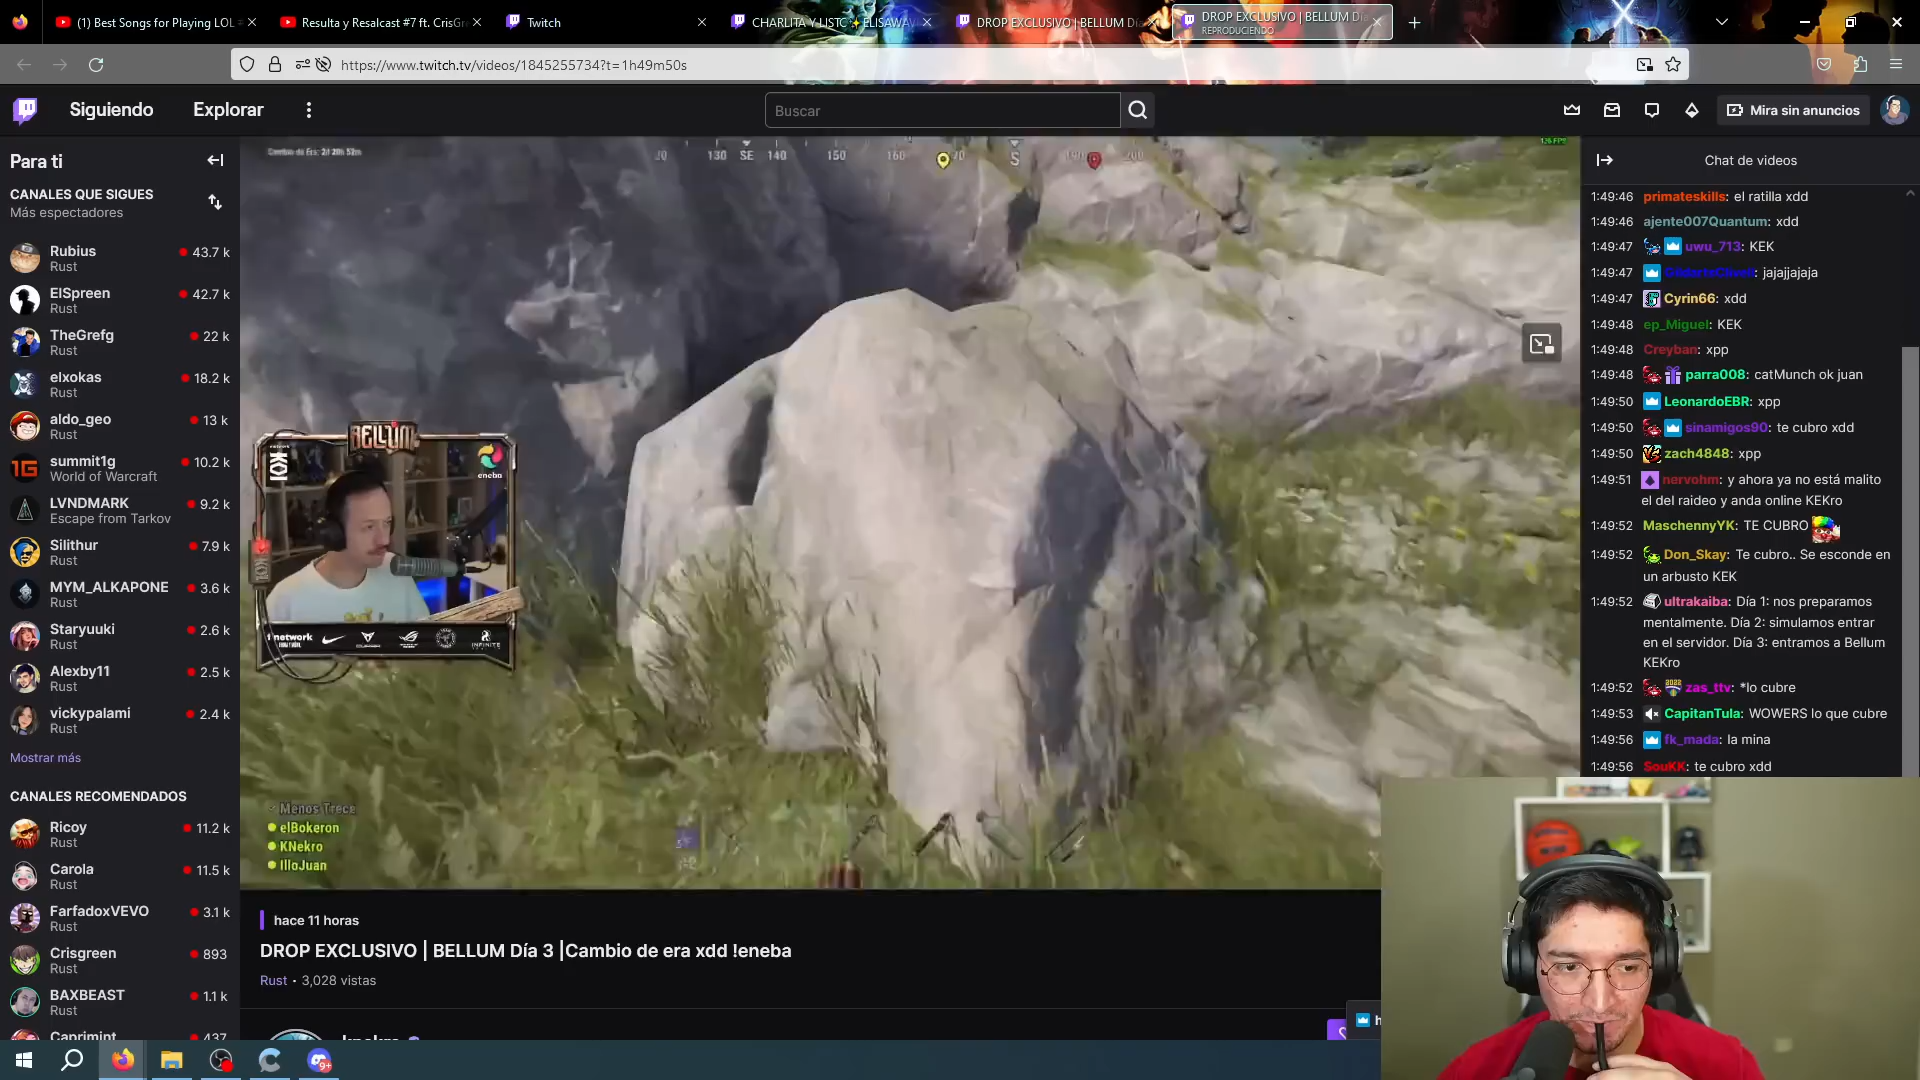 (1) Best Songs for Playing LOL
Resulta y Resalcast #7 ft. CrisGre
Twitch
CHARLITA Y LISTO ✨ELISAWAV
DROP EXCLUSIVO | BELLUM Día
DROP EXCLUSIVO | BELLUM Día
REPRODUCIENDO
https://www.twitch.tv/videos/1845255734?t=1h49m50s
Siguiendo
Explorar
Buscar
Mira sin anuncios
Para ti
CANALES QUE SIGUES
Más espectadores
Rubius
43.7 k
Rust
ElSpreen
42.7 k
Rust
TheGrefg
22 k
Rust
elxokas
18.2 k
Rust
aldo_geo
13 k
Rust
summit1g
10.2 k
World of Warcraft
LVNDMARK
9.2 k
Escape from Tarkov
Silithur
7.9 k
Rust
MYM_ALKAPONE
3.6 k
Rust
Staryuuki
2.6 k
Rust
Alexby11
2.5 k
Rust
vickypalami
2.4 k
Rust
Mostrar más
CANALES RECOMENDADOS
Ricoy
11.2 k
Rust
Carola
11.5 k
Rust
FarfadoxVEVO
3.1 k
Rust
Crisgreen
893
Rust
BAXBEAST
1.1 k
Rust
Caprimint
437
130 SE 140 150 160 S 200
BELLUM
eneba
network
INFINITE
Menos Trece
elBokeron
KNekro
IlloJuan
hace 11 horas
DROP EXCLUSIVO | BELLUM Día 3 |Cambio de era xdd !eneba
Rust • 3,028 vistas
knekro
Chat de videos
1:49:46 primateskills: el ratilla xdd
1:49:46 ajente007Quantum: xdd
1:49:47 uwu_713: KEK
1:49:47 jajajjajaja
1:49:47 Cyrin66: xdd
1:49:48 ep_Miguel: KEK
1:49:48 Creyban: xpp
1:49:48 parra008: catMunch ok juan
1:49:50 LeonardoEBR: xpp
1:49:50 sinamigos90: te cubro xdd
1:49:50 zach4848: xpp
1:49:51 nervohm: y ahora ya no está malito
el del raideo y anda online KEKro
1:49:52 MaschennyYK: TE CUBRO
1:49:52 Don_Skay: Te cubro.. Se esconde en
un arbusto KEK
1:49:52 ultrakaiba: Día 1: nos preparamos
mentalmente. Día 2: simulamos entrar
en el servidor. Día 3: entramos a Bellum
KEKro
1:49:52 zas_ttv: *lo cubre
1:49:53 CapitanTula: WOWERS lo que cubre
1:49:56 fk_mada: la mina
1:49:56 SouKK: te cubro xdd